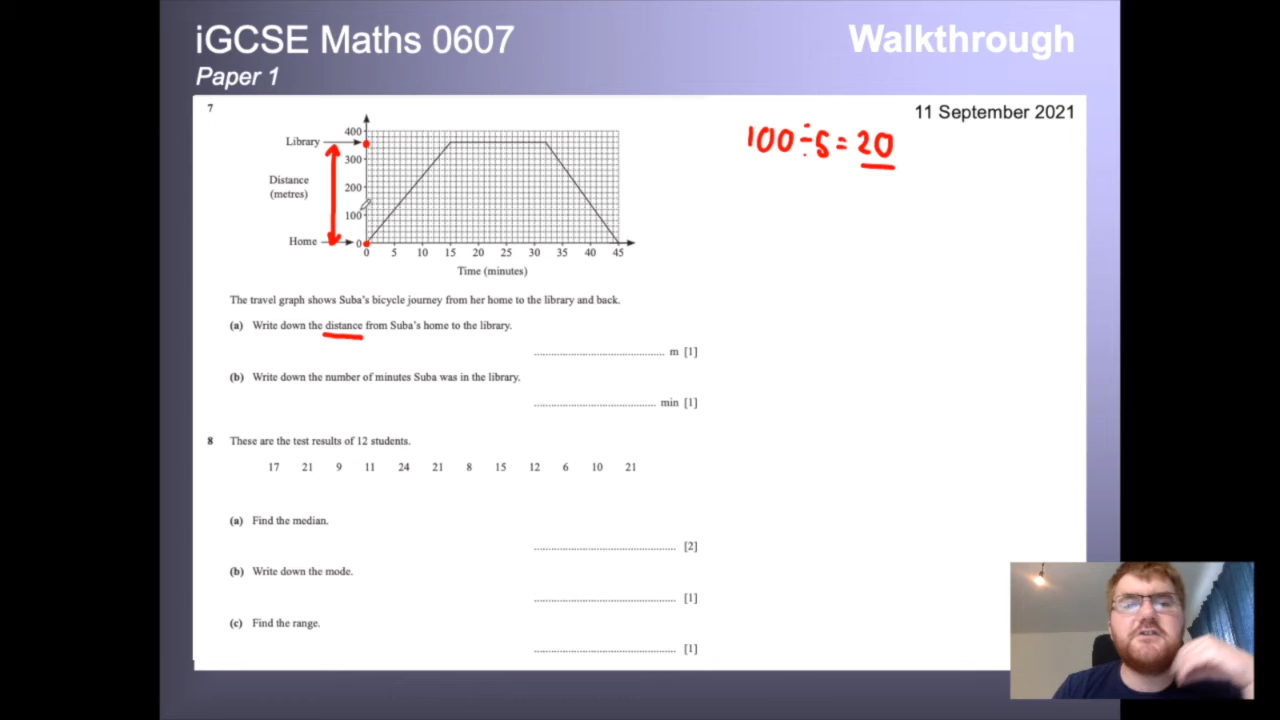 iGCSE Maths 0607
Walkthrough
Paper 1
7
11 September 2021
100 ÷ 5 = 20
400
Library
300
Distance
(metres)
200
100
Home
0
0 5 10 15 20 25 30 35 40 45
Time (minutes)
The travel graph shows Suba's bicycle journey from her home to the library and back.
(a) Write down the distance from Suba's home to the library.
.......................................... m [1]
(b) Write down the number of minutes Suba was in the library.
....................................... min [1]
8 These are the test results of 12 students.
17 21 9 11 24 21 8 15 12 6 10 21
(a) Find the median.
.............................................. [2]
(b) Write down the mode.
.............................................. [1]
(c) Find the range.
.............................................. [1]